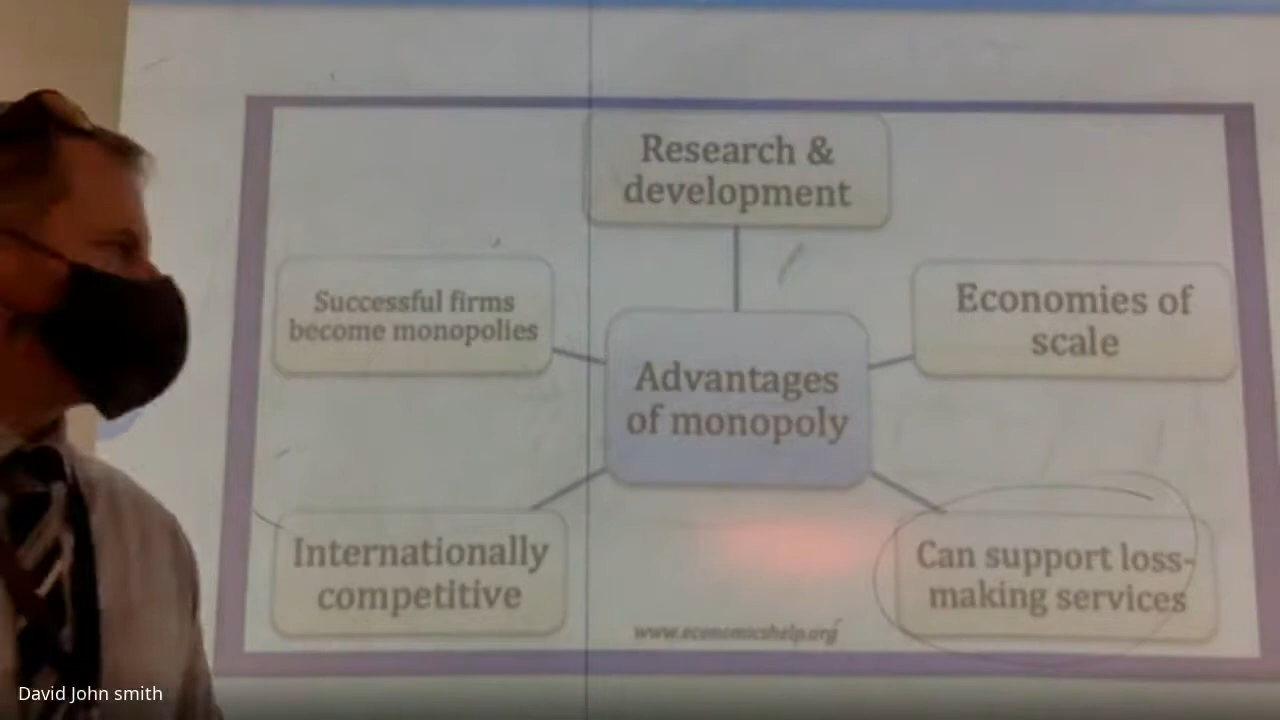 Research &
development
Successful firms
become monopolies
Economies of
scale
Advantages
of monopoly
Internationally
competitive
Can support loss-
making services
www.economicshelp.org
David John smith